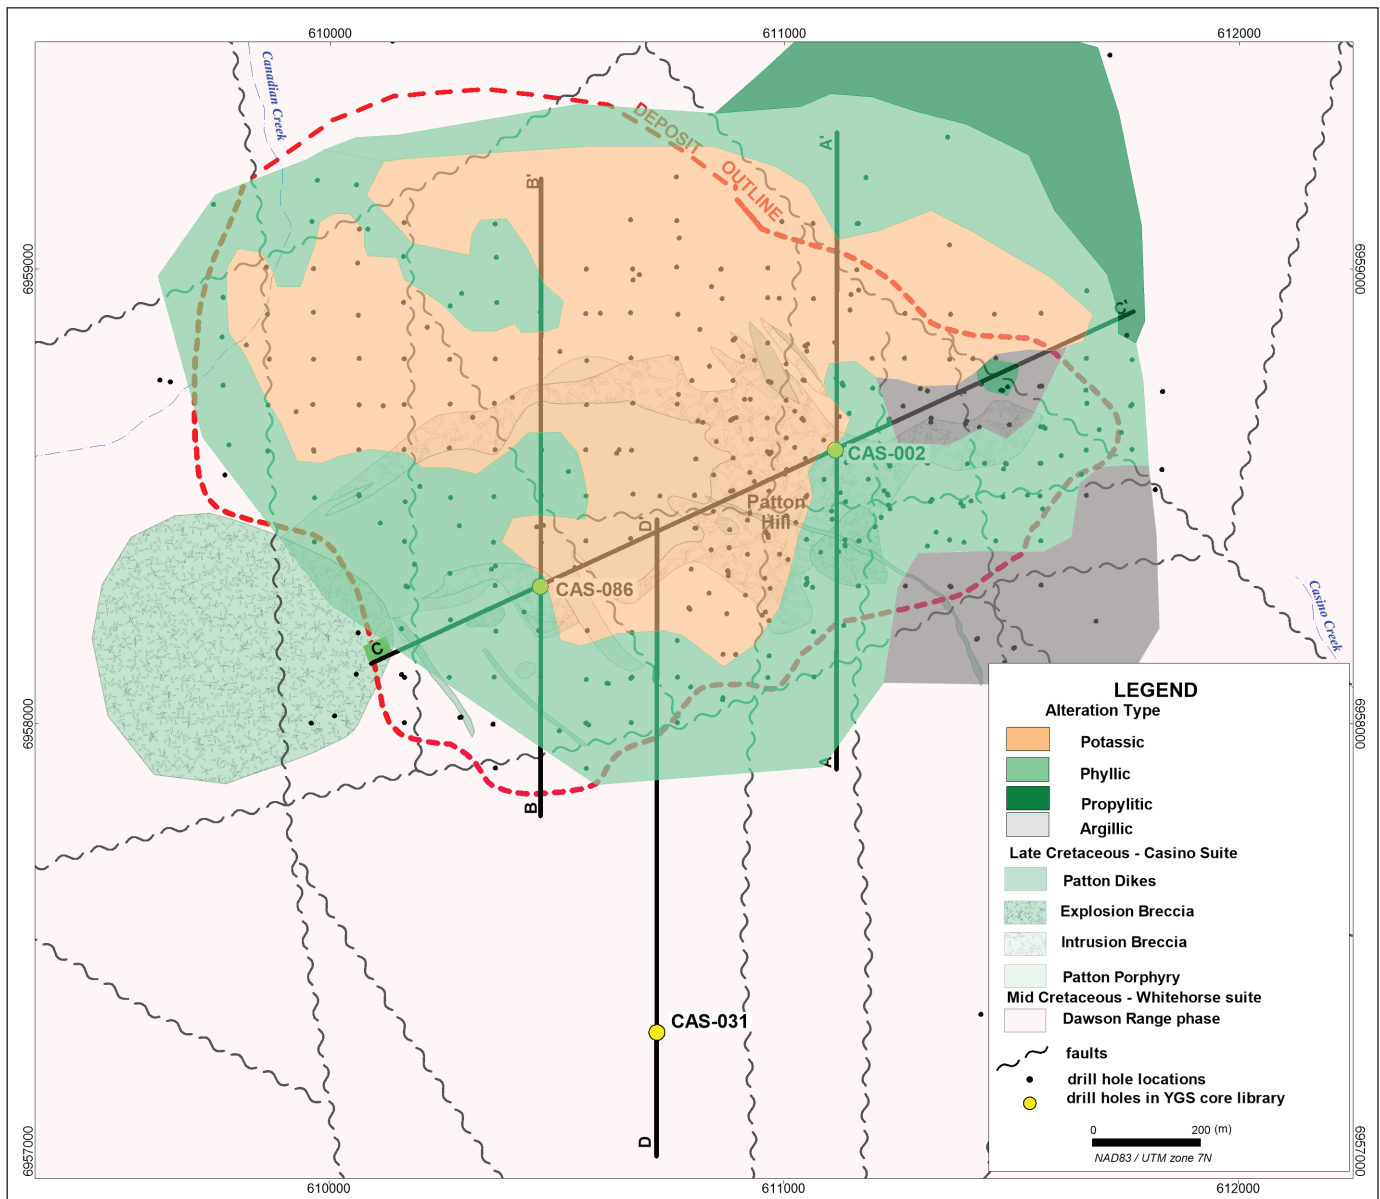 610000
611000
612000
Canadian Creek
DEPOSIT OUTLINE
A'
B'
6959000
6959000
C'
CAS-002
Patton
Hill
D'
CAS-086
Casino Creek
C
6958000
6958000
A
B
CAS-031
D
6957000
6957000
610000
611000
612000
LEGEND
Alteration Type
Potassic
Phyllic
Propylitic
Argillic
Late Cretaceous - Casino Suite
Patton Dikes
Explosion Breccia
Intrusion Breccia
Patton Porphyry
Mid Cretaceous - Whitehorse suite
Dawson Range phase
faults
drill hole locations
drill holes in YGS core library
0 200 (m)
NAD83 / UTM zone 7N